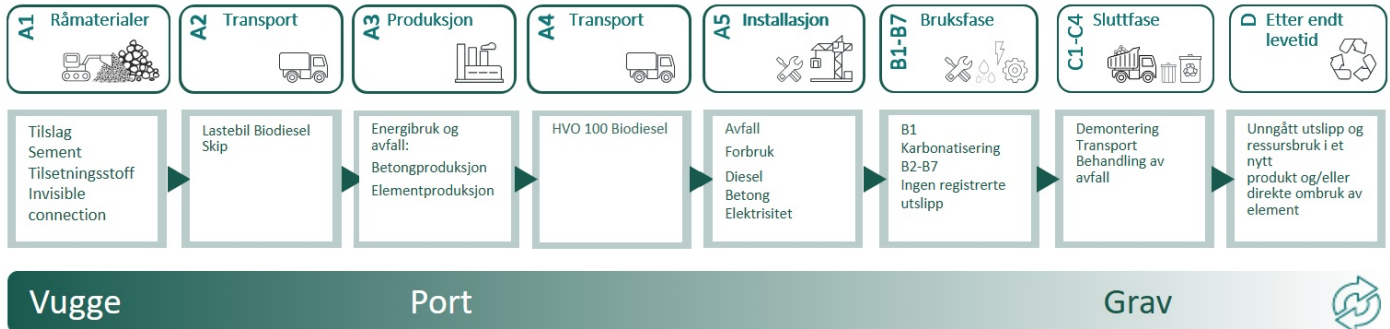 A1 Råmaterialer
A2 Transport
A3 Produksjon
A4 Transport
A5 Installasjon
B1-B7 Bruksfase
C1-C4 Sluttfase
D Etter endt
levetid
Tilslag
Sement
Tilsetningsstoff
Invisible
connection
Lastebil Biodiesel
Skip
Energibruk og
avfall:
Betongproduksjon
Elementproduksjon
HVO 100 Biodiesel
Avfall
Forbruk
Diesel
Betong
Elektrisitet
B1
Karbonatisering
B2-B7
Ingen registrerte
utslipp
Demontering
Transport
Behandling av
avfall
Unngått utslipp og
ressursbruk i et
nytt
produkt og/eller
direkte ombruk av
element
Vugge
Port
Grav